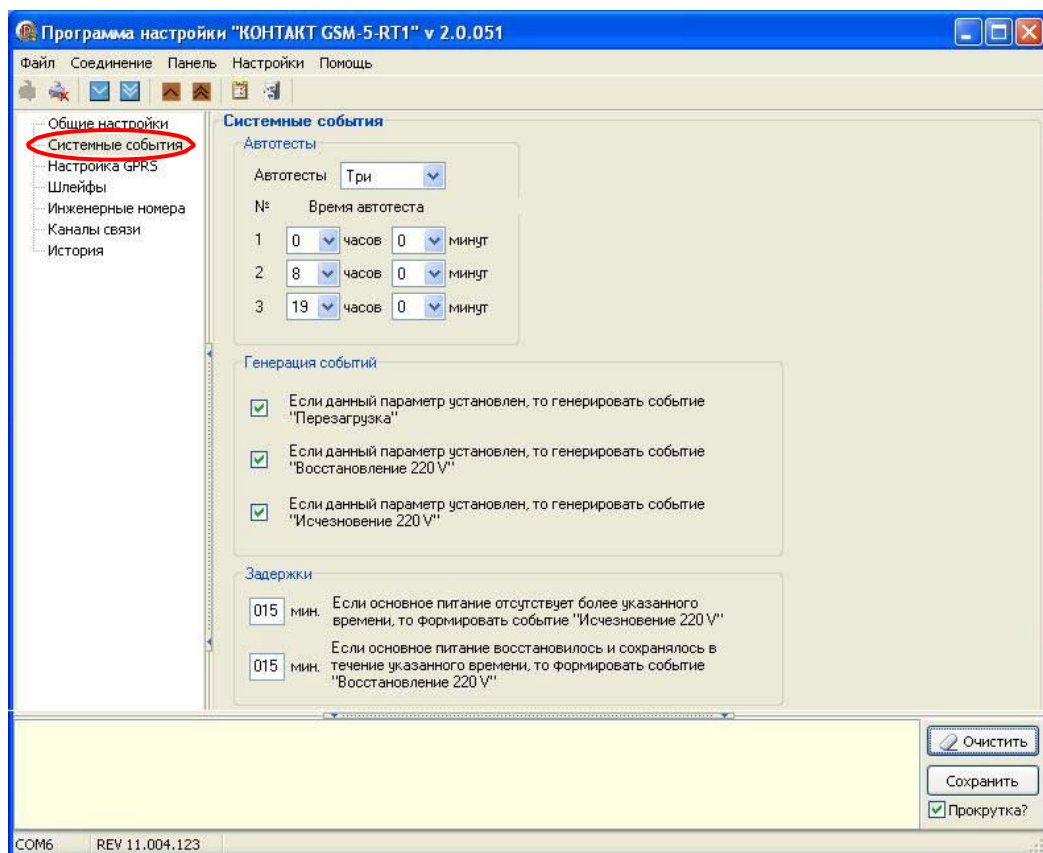 Программа настройки "КОНТАКТ GSM-5-RT1" v 2.0.051
Файл Соединение Панель Настройки Помощь
Общие настройки
Системные события
Настройка GPRS
Шлейфы
Инженерные номера
Каналы связи
История
Системные события
Автотесты
Автотесты Три
№ Время автотеста
1 0 часов 0 минут
2 8 часов 0 минут
3 19 часов 0 минут
Генерация событий
Если данный параметр установлен, то генерировать событие
"Перезагрузка"
Если данный параметр установлен, то генерировать событие
"Восстановление 220 V"
Если данный параметр установлен, то генерировать событие
"Исчезновение 220 V"
Задержки
015 мин. Если основное питание отсутствует более указанного
времени, то формировать событие "Исчезновение 220 V"
Если основное питание восстановилось и сохранялось в
015 мин. течение указанного времени, то формировать событие
"Восстановление 220 V"
Очистить
Сохранить
Прокрутка?
COM6 REV 11.004.123